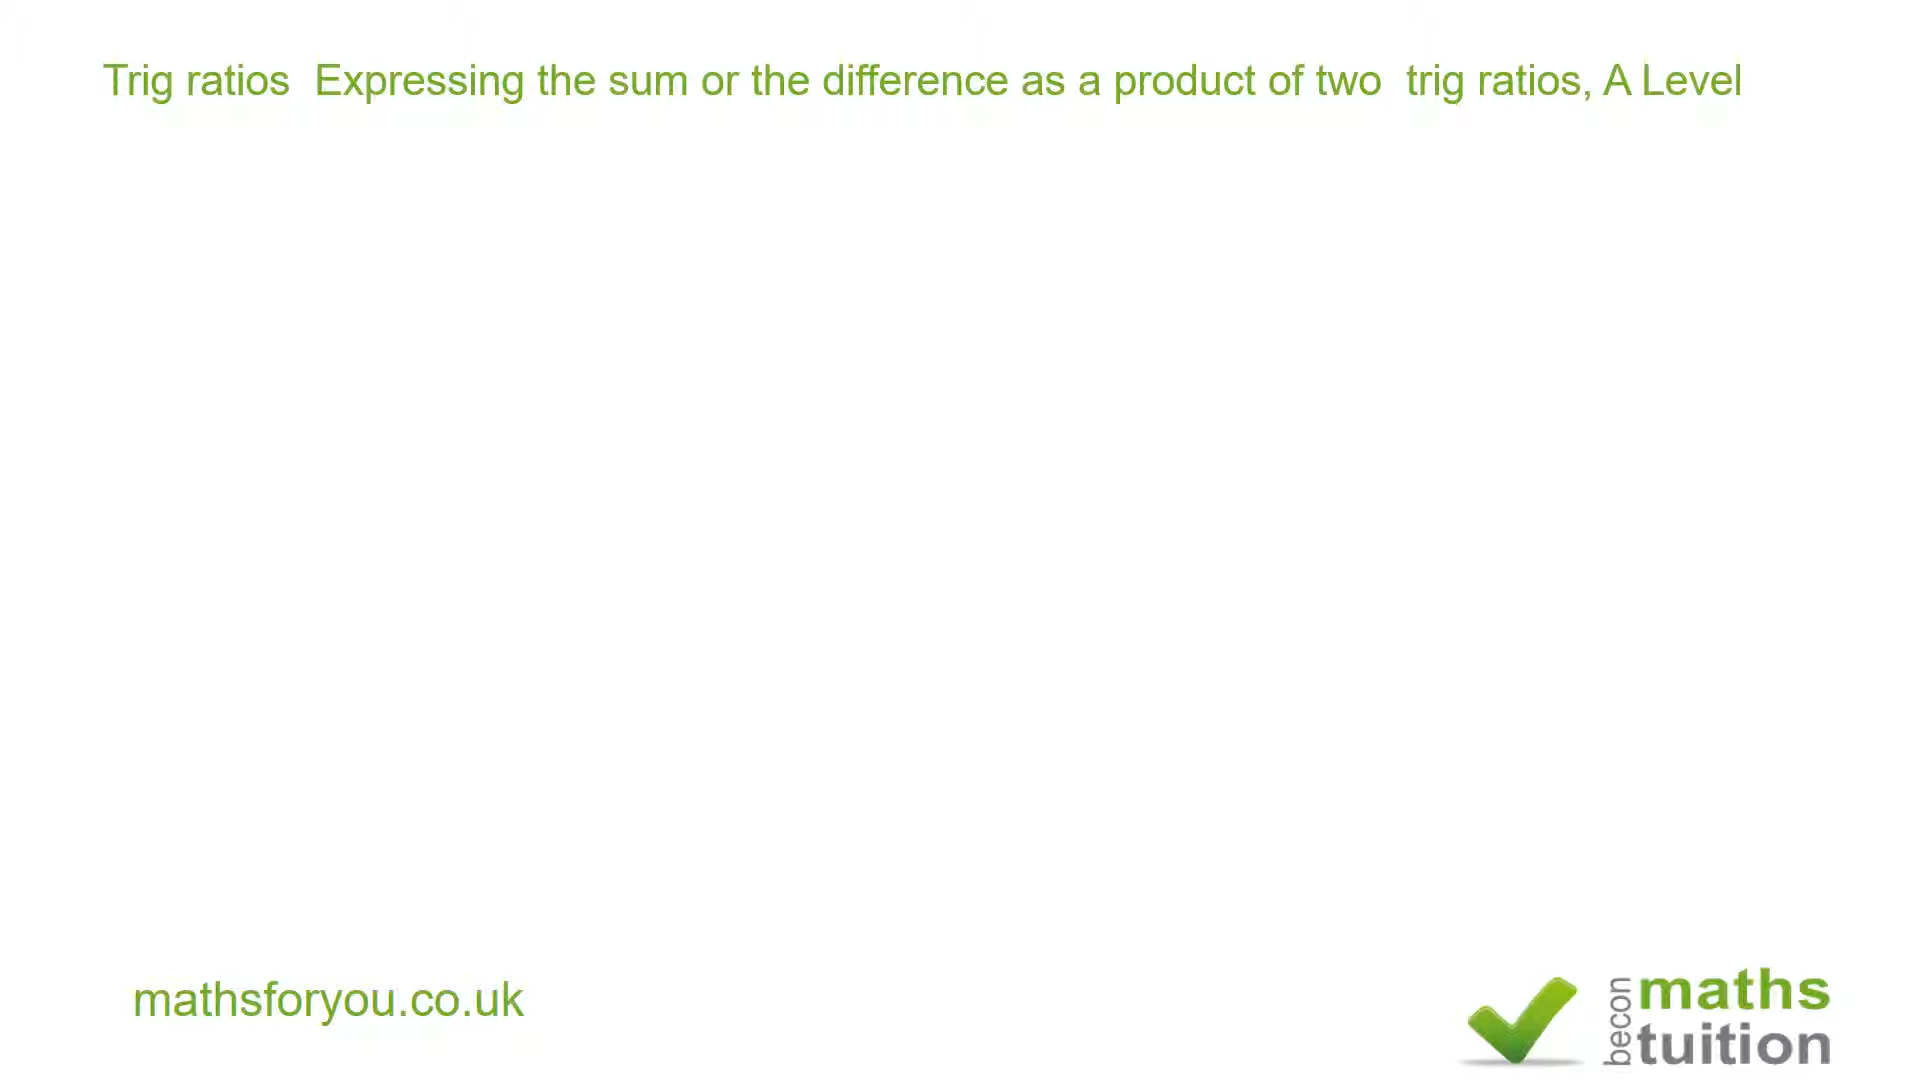 Trig ratios  Expressing the sum or the difference as a product of two  trig ratios, A Level
mathsforyou.co.uk
becon
maths
tuition